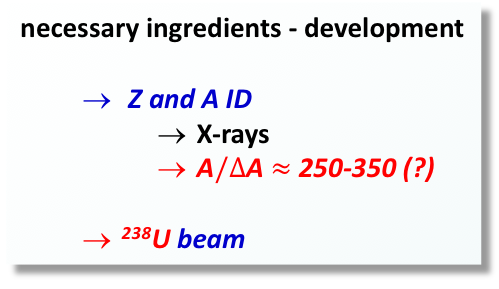 necessary ingredients - development
→ Z and A ID
→ X-rays
→ A/ΔA ≈ 250-350 (?)
→ ²³⁸U beam